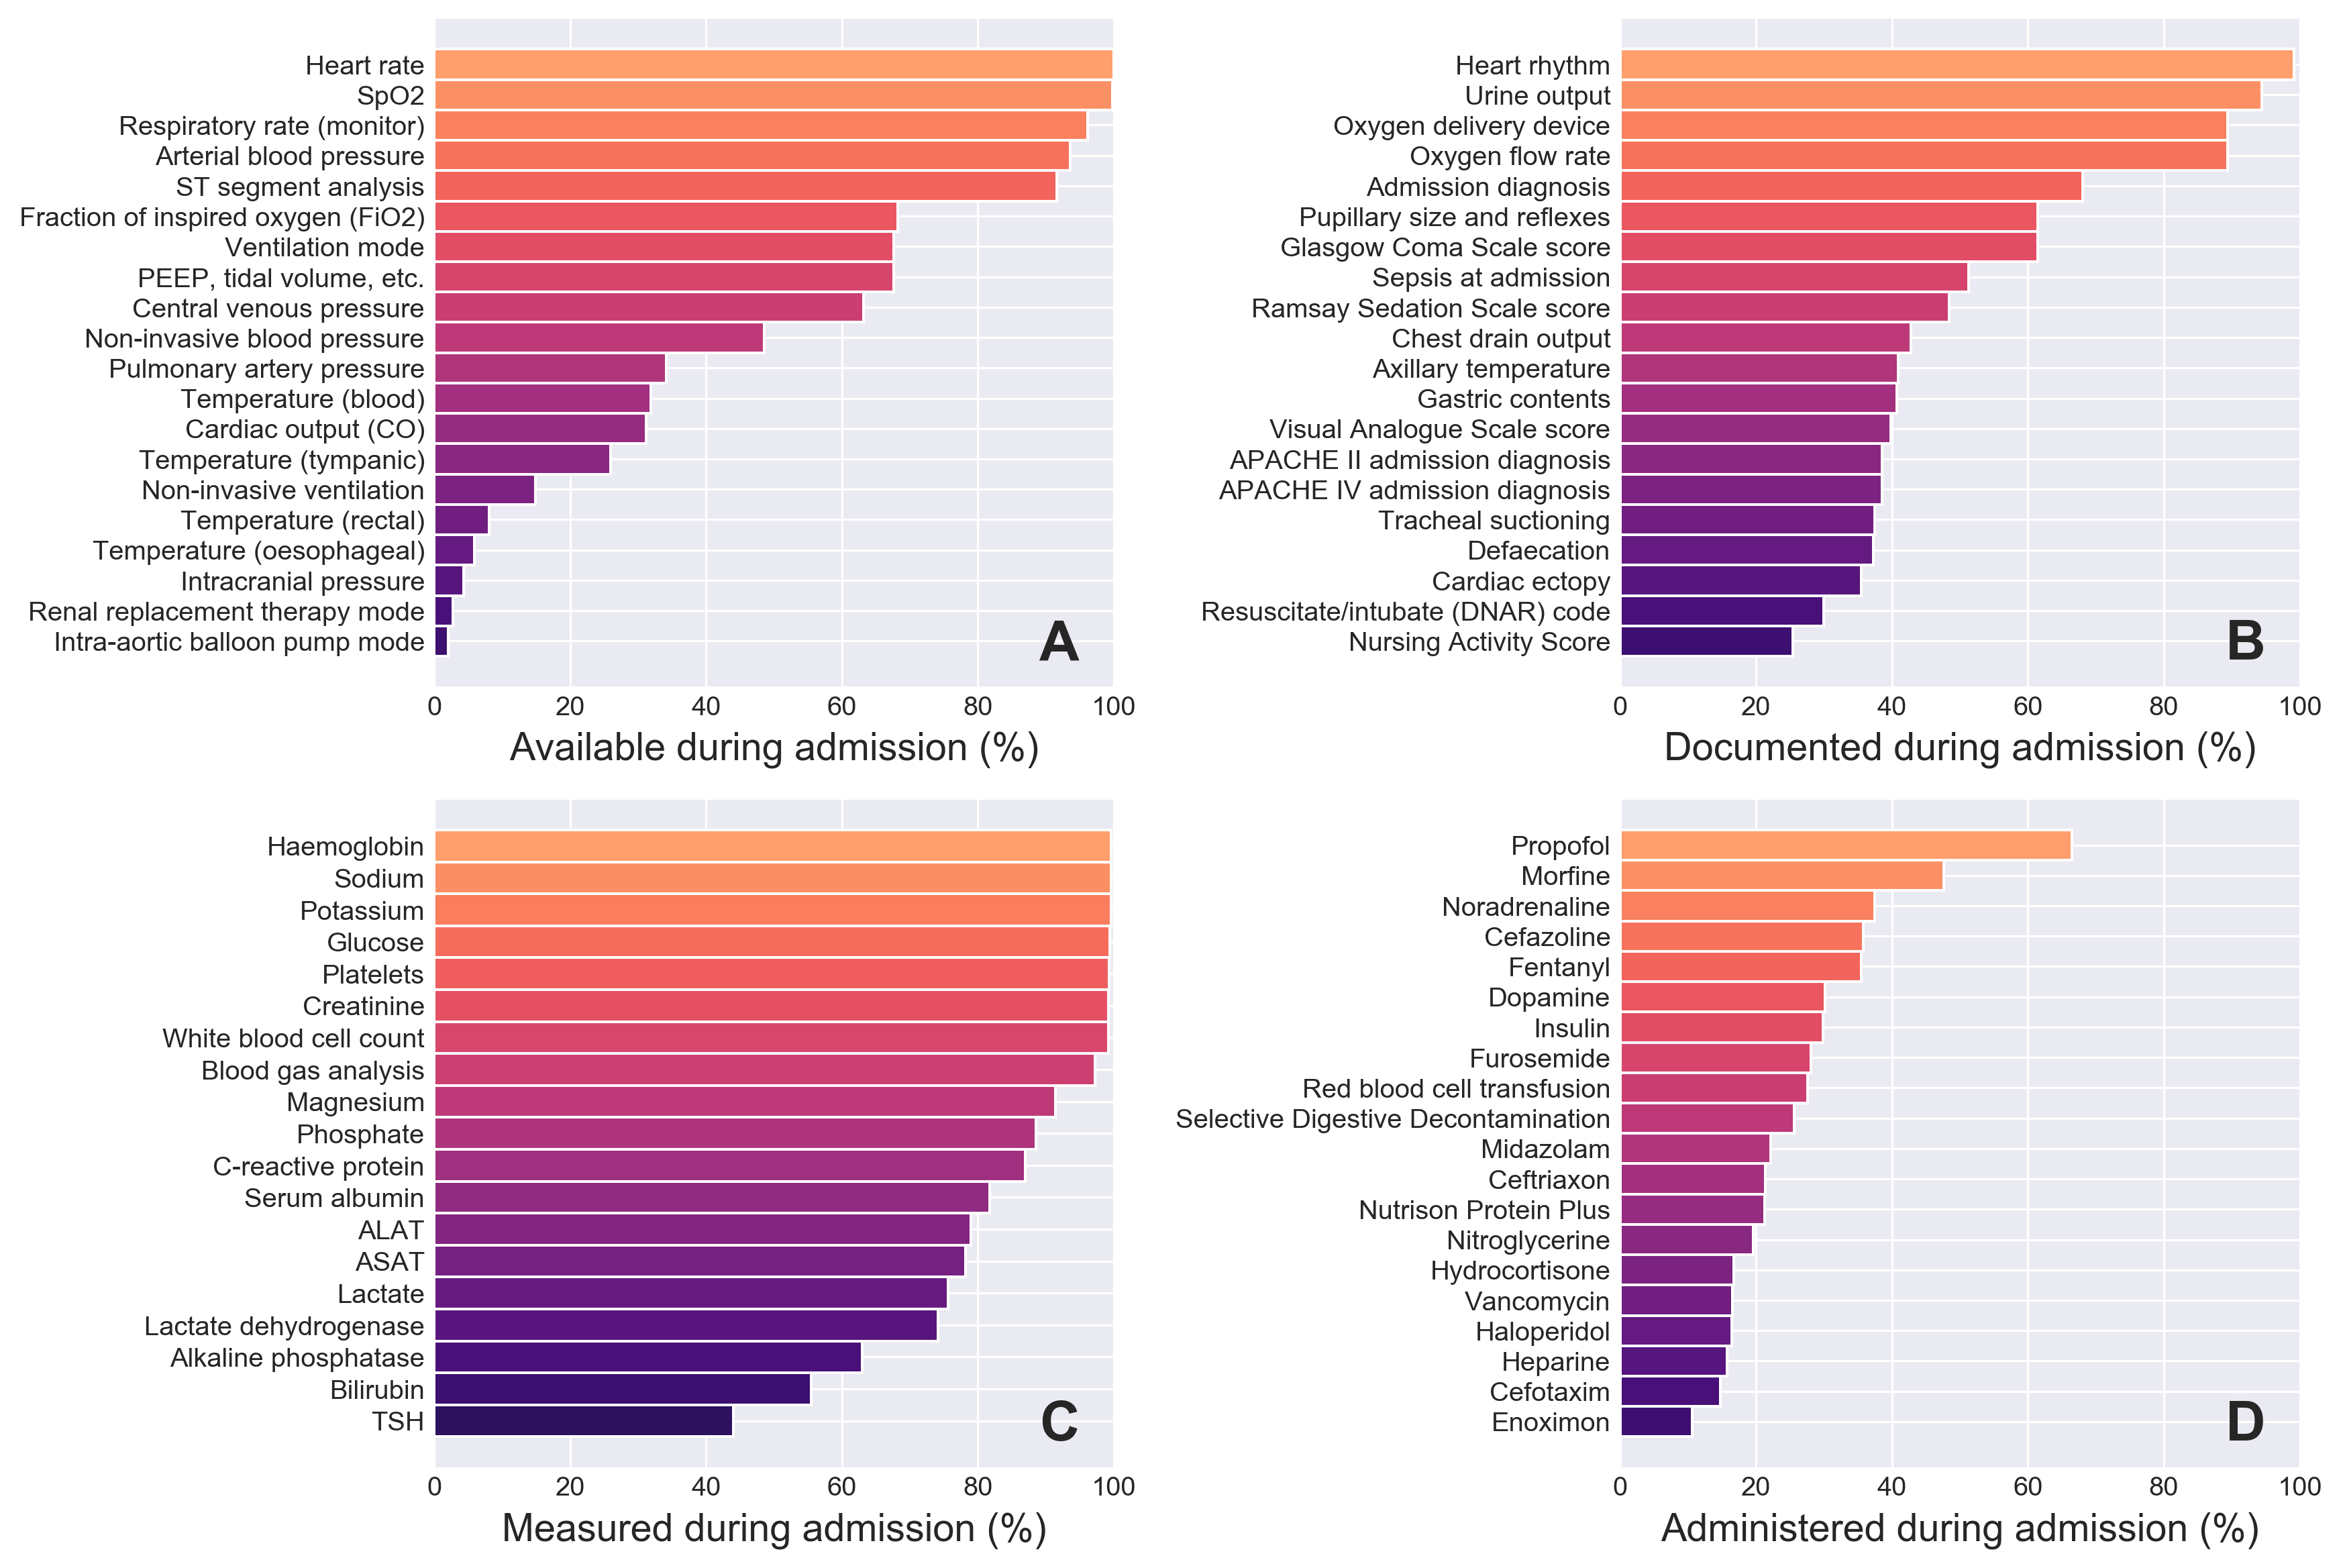 Heart rate
SpO2
Respiratory rate (monitor)
Arterial blood pressure
ST segment analysis
Fraction of inspired oxygen (FiO2)
Ventilation mode
PEEP, tidal volume, etc.
Central venous pressure
Non-invasive blood pressure
Pulmonary artery pressure
Temperature (blood)
Cardiac output (CO)
Temperature (tympanic)
Non-invasive ventilation
Temperature (rectal)
Temperature (oesophageal)
Intracranial pressure
Renal replacement therapy mode
Intra-aortic balloon pump mode
A
0 20 40 60 80 100
Available during admission (%)
Heart rhythm
Urine output
Oxygen delivery device
Oxygen flow rate
Admission diagnosis
Pupillary size and reflexes
Glasgow Coma Scale score
Sepsis at admission
Ramsay Sedation Scale score
Chest drain output
Axillary temperature
Gastric contents
Visual Analogue Scale score
APACHE II admission diagnosis
APACHE IV admission diagnosis
Tracheal suctioning
Defaecation
Cardiac ectopy
Resuscitate/intubate (DNAR) code
Nursing Activity Score
B
0 20 40 60 80 100
Documented during admission (%)
Haemoglobin
Sodium
Potassium
Glucose
Platelets
Creatinine
White blood cell count
Blood gas analysis
Magnesium
Phosphate
C-reactive protein
Serum albumin
ALAT
ASAT
Lactate
Lactate dehydrogenase
Alkaline phosphatase
Bilirubin
TSH
C
0 20 40 60 80 100
Measured during admission (%)
Propofol
Morfine
Noradrenaline
Cefazoline
Fentanyl
Dopamine
Insulin
Furosemide
Red blood cell transfusion
Selective Digestive Decontamination
Midazolam
Ceftriaxon
Nutrison Protein Plus
Nitroglycerine
Hydrocortisone
Vancomycin
Haloperidol
Heparine
Cefotaxim
Enoximon
D
0 20 40 60 80 100
Administered during admission (%)